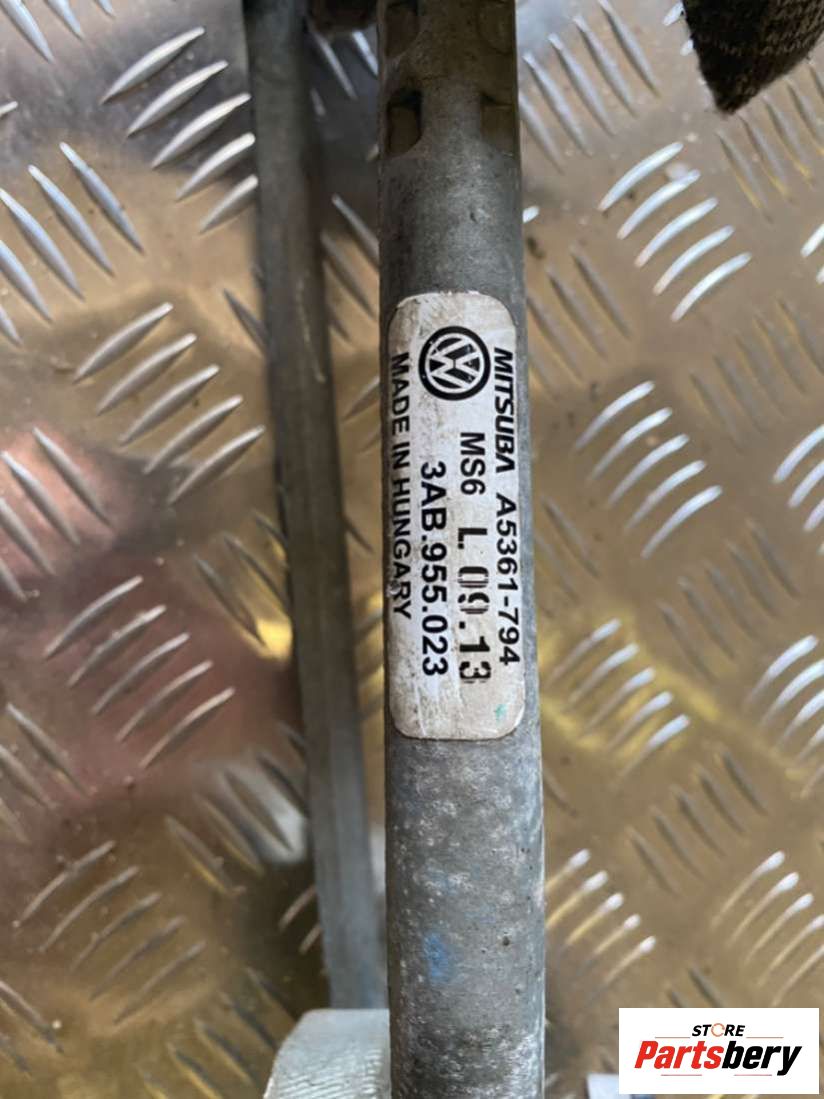 MITSUBA A5361-794
MS6 L. 09.13
3AB.955.023
MADE IN HUNGARY
STORE
Partsbery